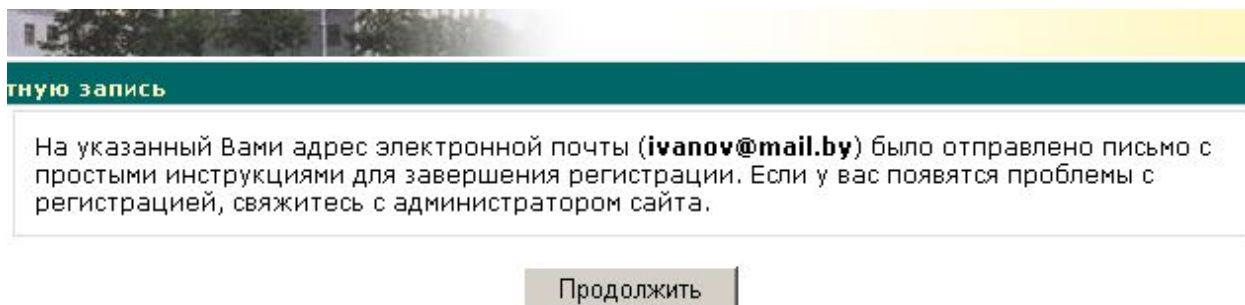 тную запись
На указанный Вами адрес электронной почты (ivanov@mail.by) было отправлено письмо с
простыми инструкциями для завершения регистрации. Если у вас появятся проблемы с
регистрацией, свяжитесь с администратором сайта.
Продолжить